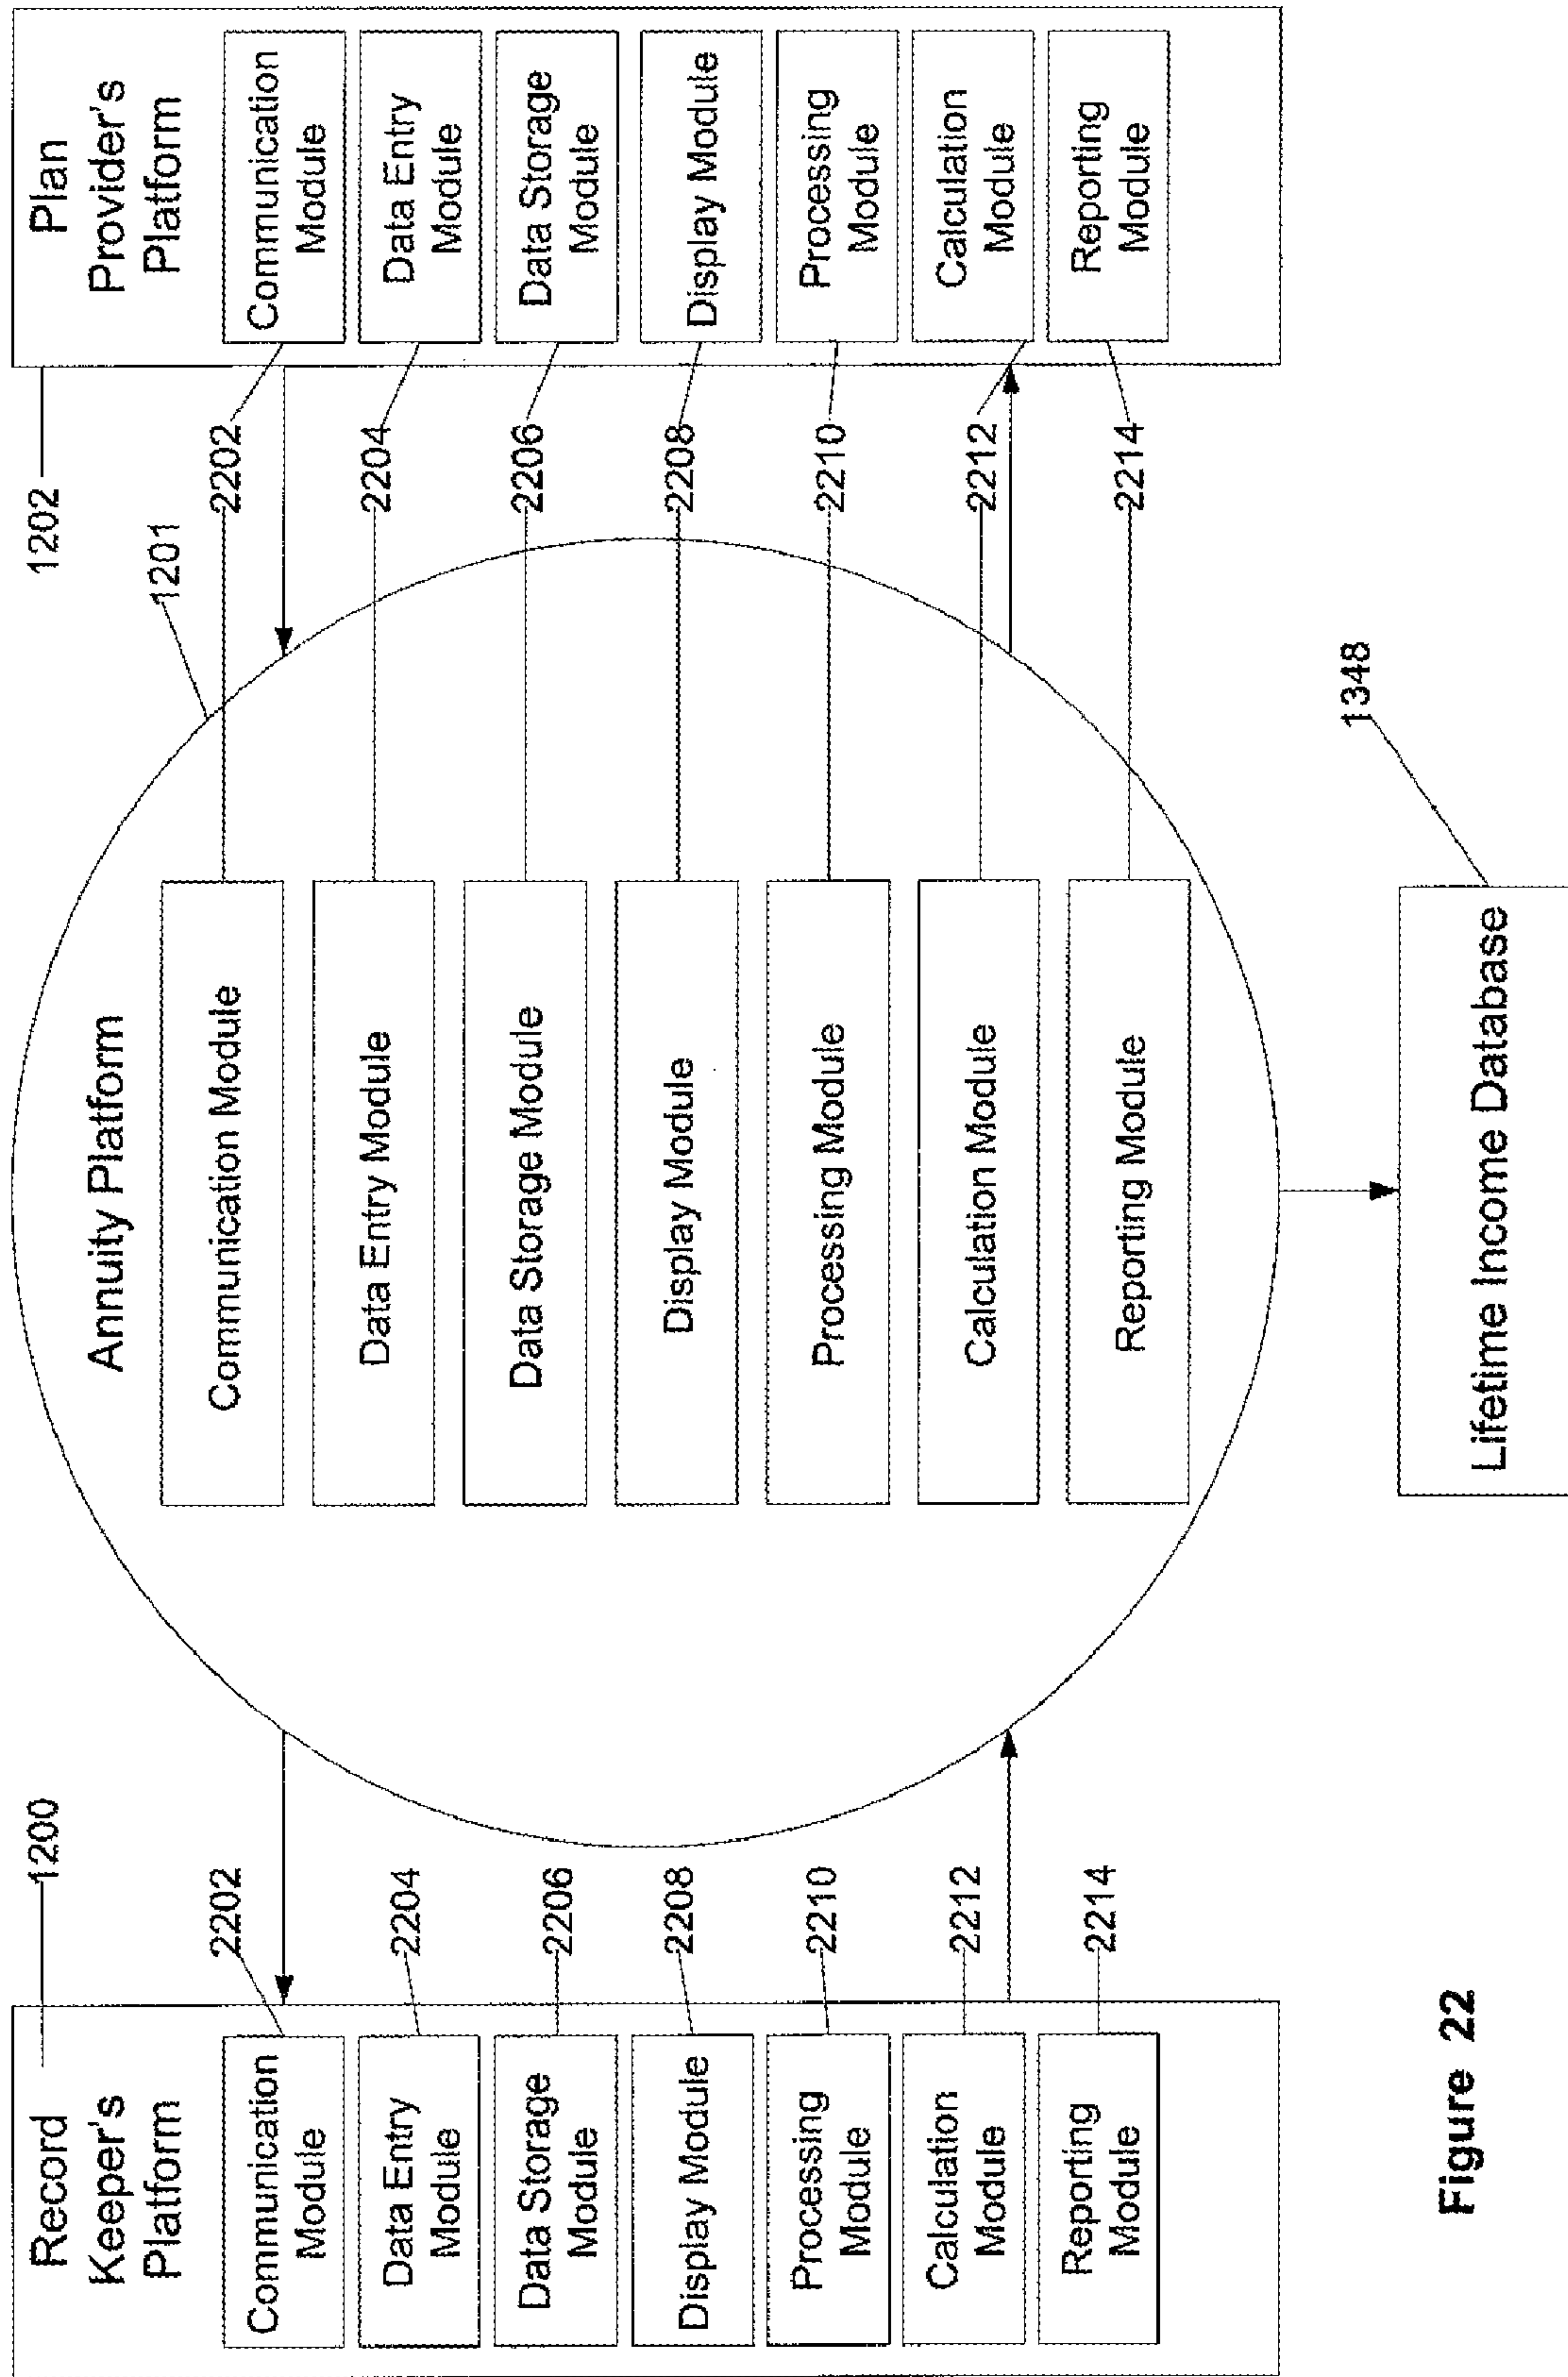 Record
Keeper's
Platform
1200
Communication
Module
2202
Data Entry
Module
2204
Data Storage
Module
2206
Display Module
2208
Processing
Module
2210
Calculation
Module
2212
Reporting
Module
2214
Annuity Platform
1201
Communication Module
Data Entry Module
Data Storage Module
Display Module
Processing Module
Calculation Module
Reporting Module
2202
2204
2206
2208
2210
2212
2214
Plan
Provider's
Platform
1202
Communication
Module
Data Entry
Module
Data Storage
Module
Display Module
Processing
Module
Calculation
Module
Reporting
Module
Lifetime Income Database
1348
Figure 22